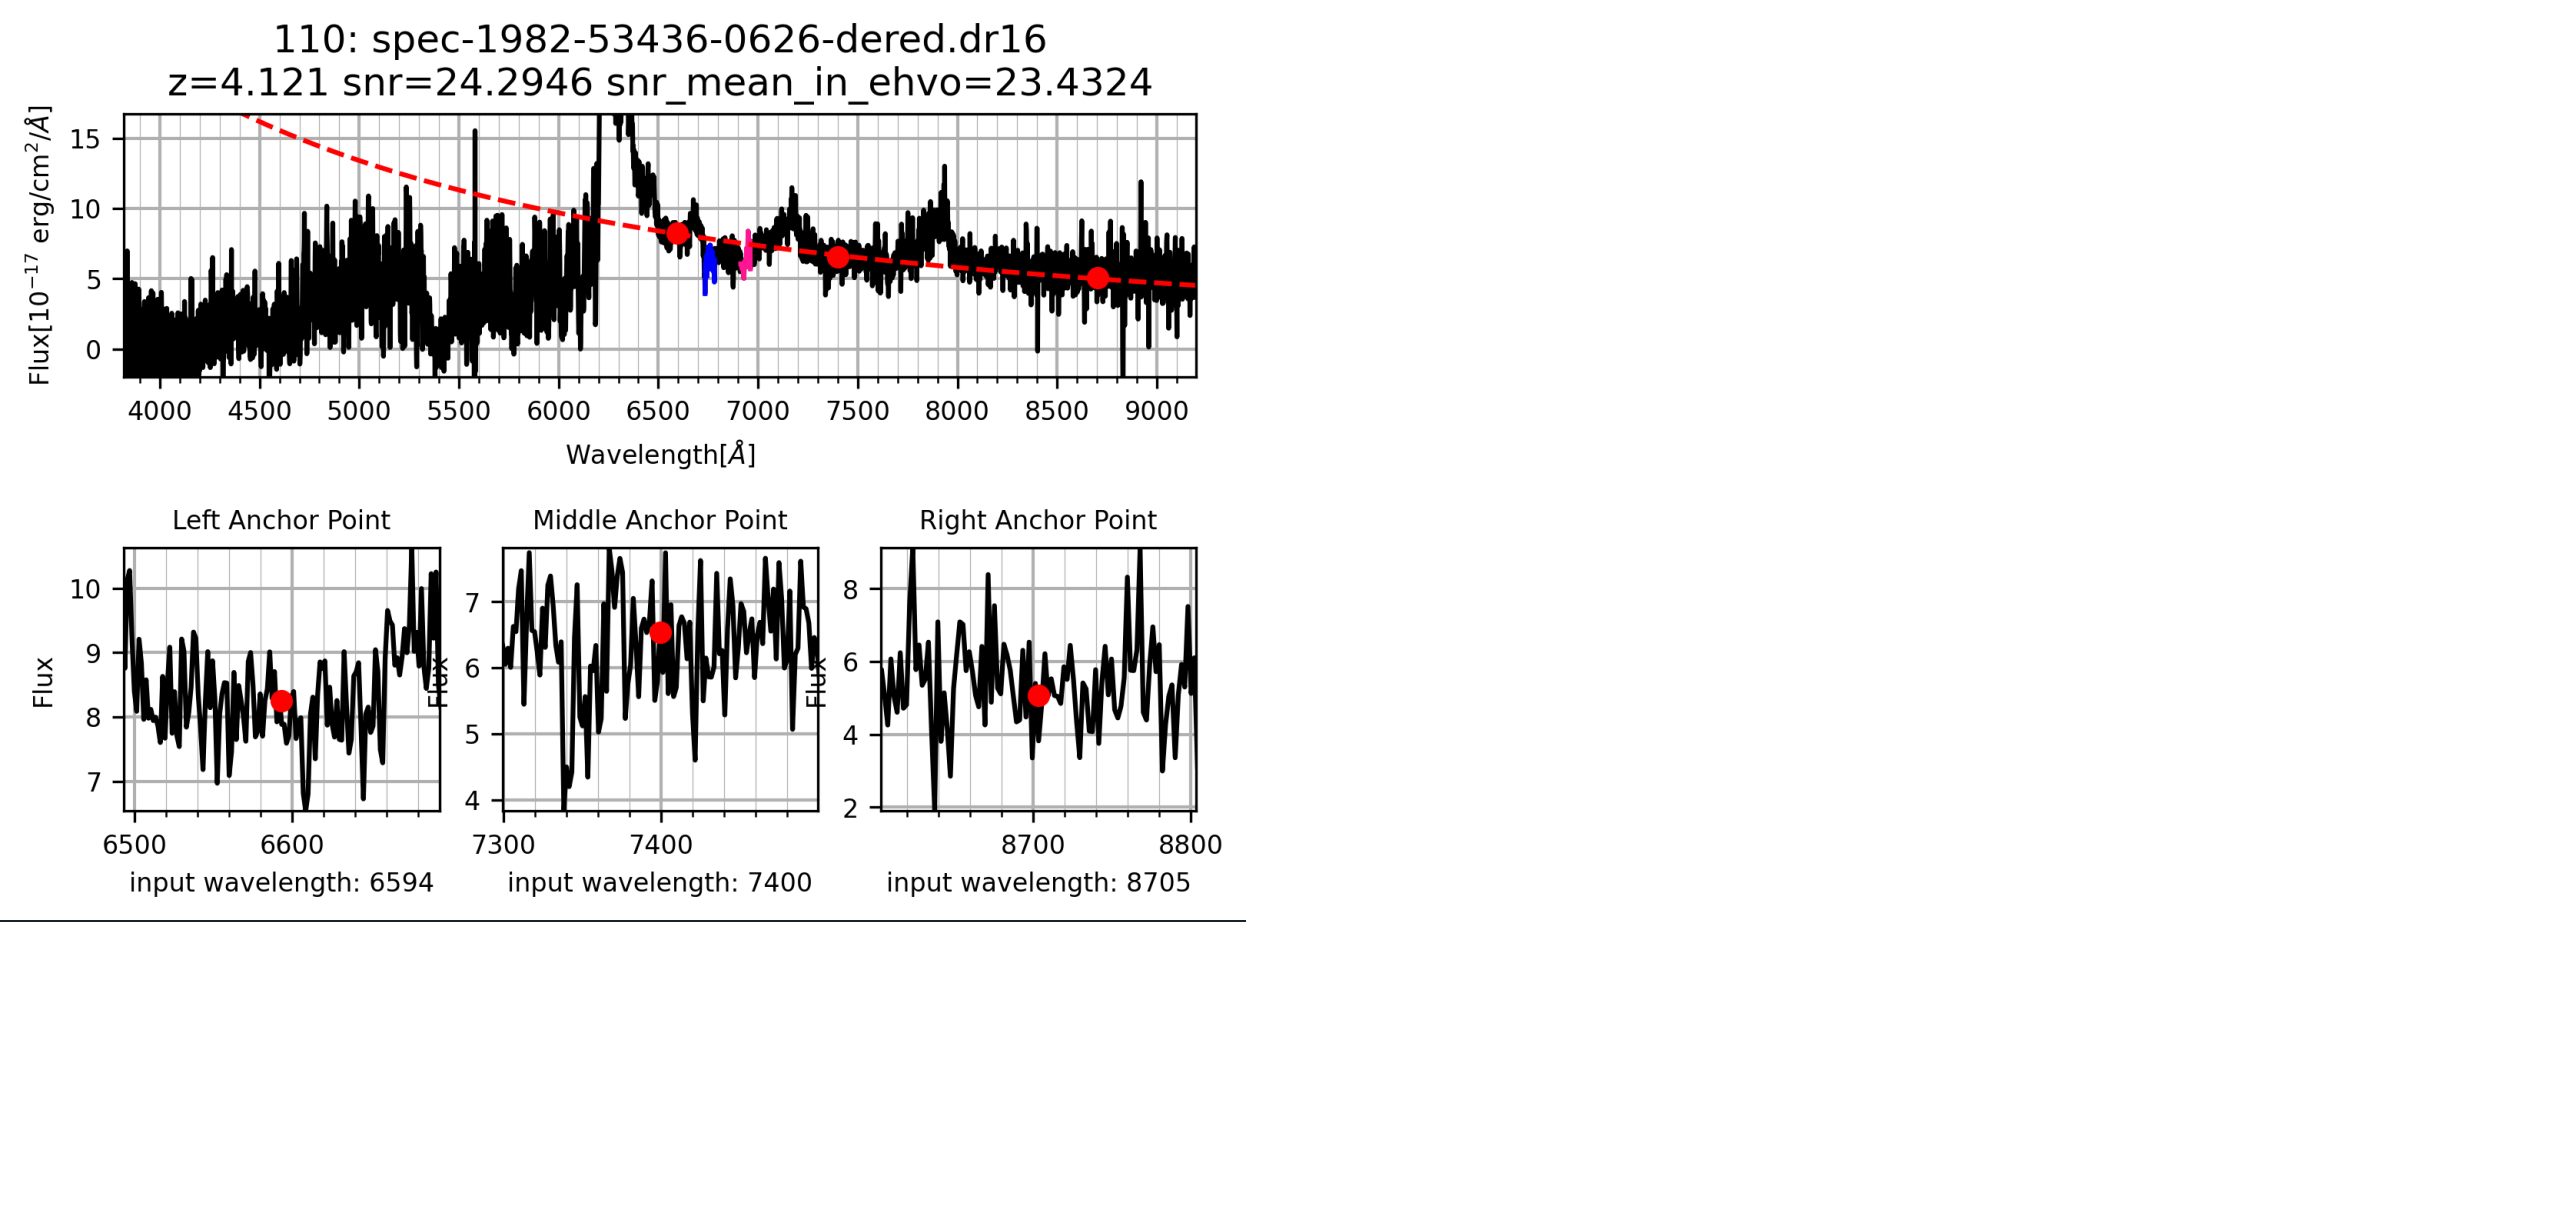 110: spec-1982-53436-0626-dered.dr16
z=4.121 snr=24.2946 snr_mean_in_ehvo=23.4324
Flux[10⁻¹⁷ erg/cm²/Å]
15
10
5
0
4000 4500 5000 5500 6000 6500 7000 7500 8000 8500 9000
Wavelength[Å]
Left Anchor Point
Flux
10
9
8
7
6500 6600
input wavelength: 6594
Middle Anchor Point
Flux
7
6
5
4
7300 7400
input wavelength: 7400
Right Anchor Point
Flux
8
6
4
2
8700 8800
input wavelength: 8705